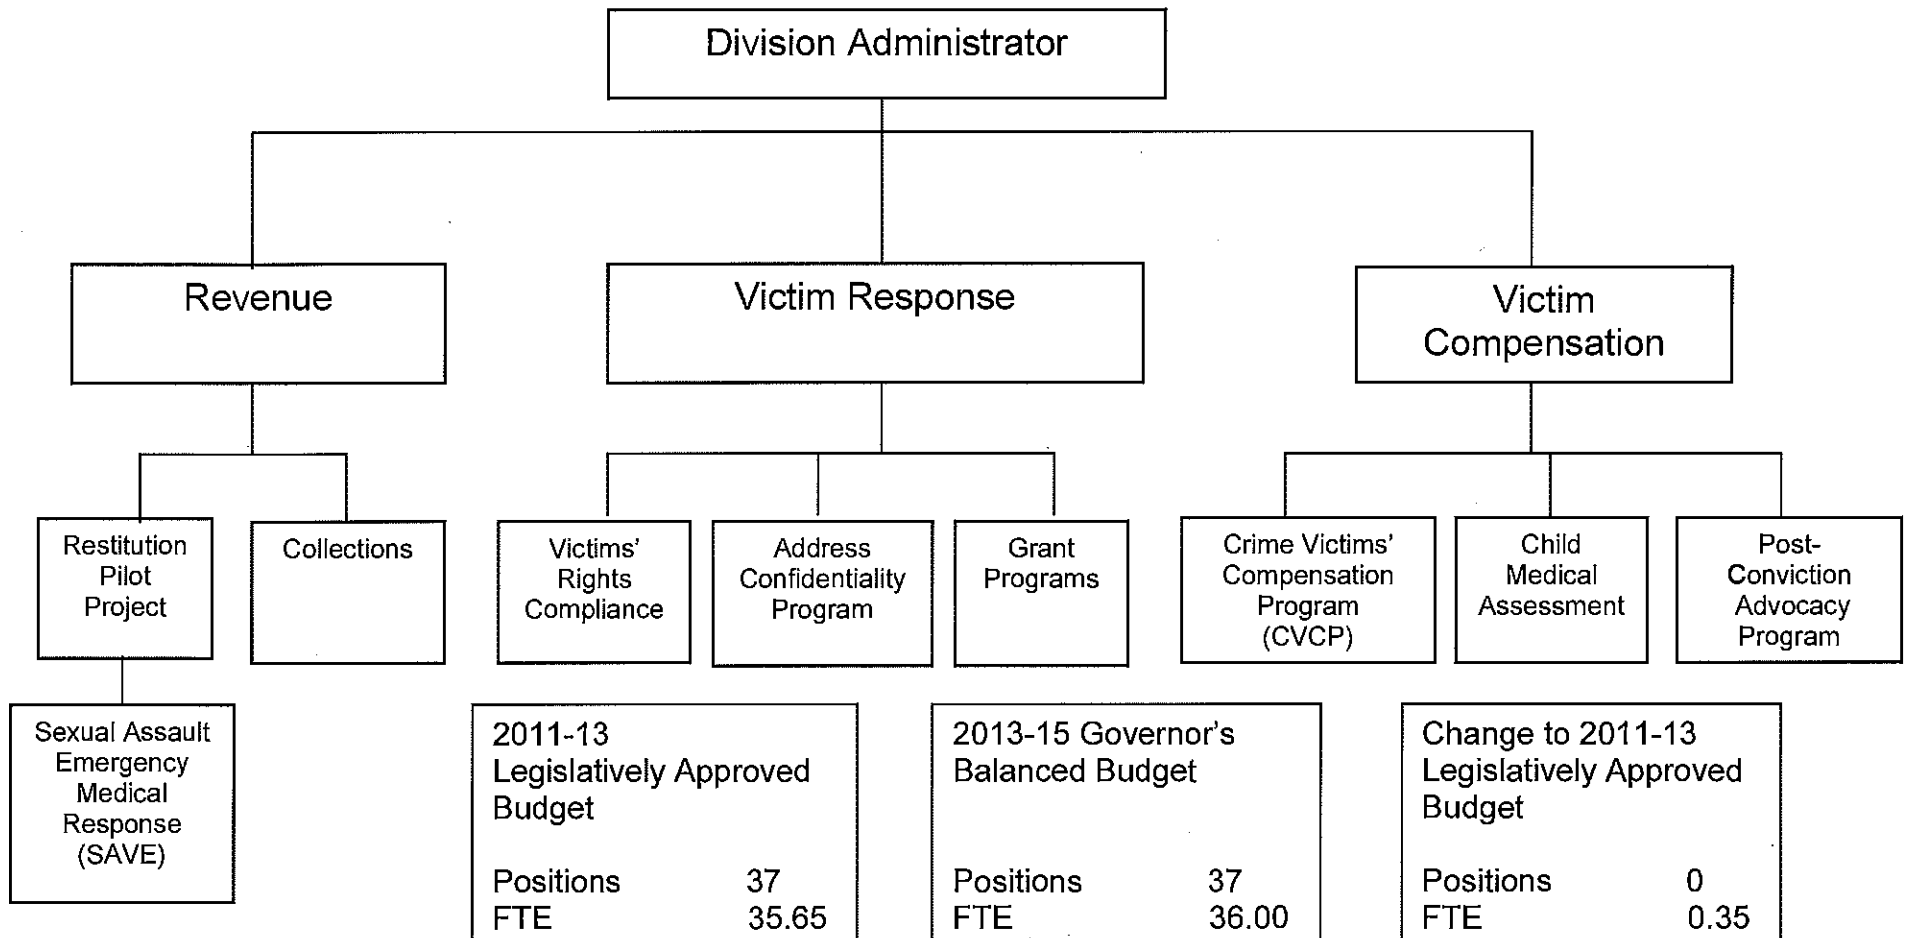 Division Administrator
Revenue
Victim Response
Victim
Compensation
Restitution
Pilot
Project
Collections
Victims'
Rights
Compliance
Address
Confidentiality
Program
Grant
Programs
Crime Victims'
Compensation
Program
(CVCP)
Child
Medical
Assessment
Post-
Conviction
Advocacy
Program
Sexual Assault
Emergency
Medical
Response
(SAVE)
2011-13
Legislatively Approved
Budget
Positions 37
FTE 35.65
2013-15 Governor's
Balanced Budget
Positions 37
FTE 36.00
Change to 2011-13
Legislatively Approved
Budget
Positions 0
FTE 0.35